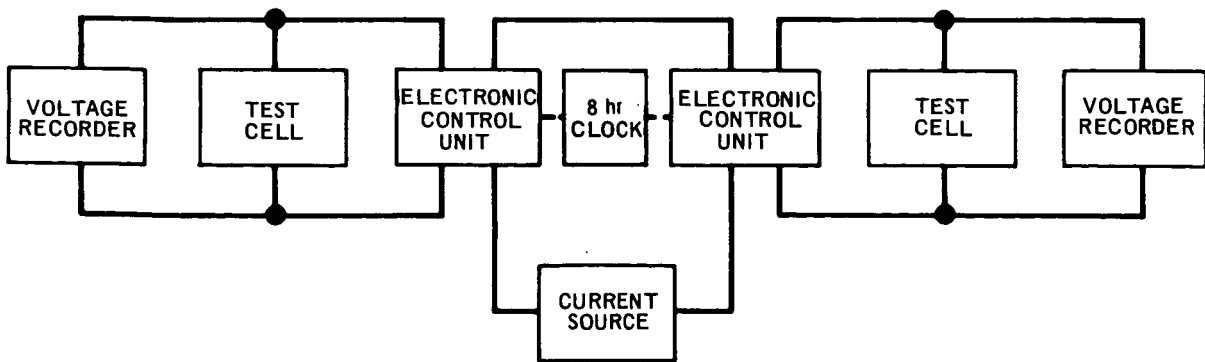 VOLTAGE
RECORDER
TEST
CELL
ELECTRONIC
CONTROL
UNIT
8 hr
CLOCK
ELECTRONIC
CONTROL
UNIT
TEST
CELL
VOLTAGE
RECORDER
CURRENT
SOURCE